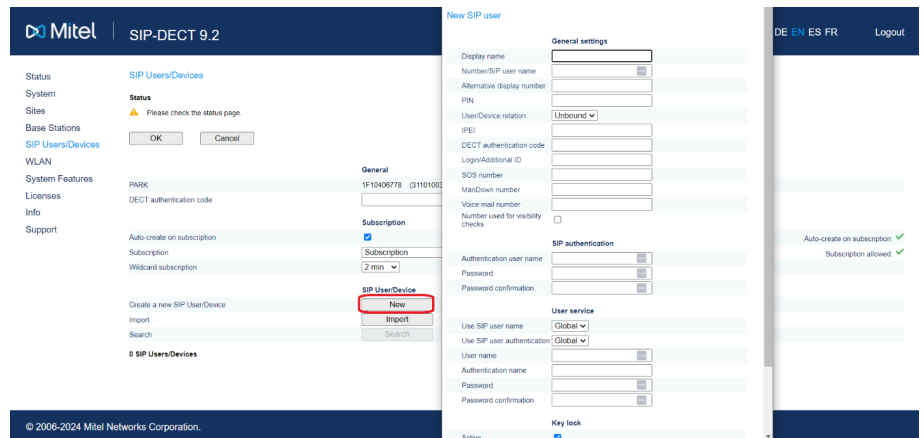 Mitel
SIP-DECT 9.2
DE EN ES FR
Logout
Status
System
Sites
Base Stations
SIP Users/Devices
WLAN
System Features
Licenses
Info
Support
SIP Users/Devices
Status
Please check the status page.
OK
Cancel
General
PARK
1F10406778 (31101003
DECT authentication code
Subscription
Auto-create on subscription
Subscription
Subscription
Wildcard subscription
2 min
SIP User/Device
Create a new SIP User/Device
New
Import
Import
Search
Search
0 SIP Users/Devices
New SIP user
General settings
Display name
Number/SIP user name
Alternative display number
PIN
User/Device relation
Unbound
IPEI
DECT authentication code
Login/Additional ID
SOS number
ManDown number
Voice mail number
Number used for visibility
checks
SIP authentication
Authentication user name
Password
Password confirmation
User service
Use SIP user name
Global
Use SIP user authentication
Global
User name
Authentication name
Password
Password confirmation
Key lock
Active
Auto-create on subscription:
Subscription allowed:
© 2006-2024 Mitel Networks Corporation.